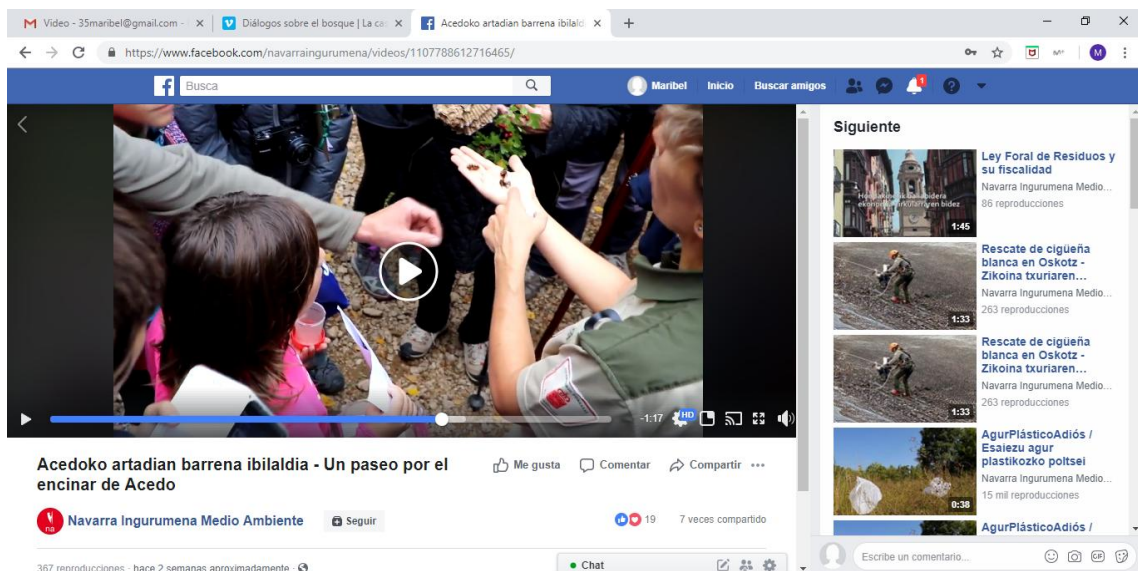 Video - 35maribel@gmail.com -
Diálogos sobre el bosque | La ca
Acedoko artadian barrena ibilald
https://www.facebook.com/navarraingurumena/videos/1107788612716465/
M
Busca
Maribel Inicio Buscar amigos
1
Siguiente
Ley Foral de Residuos y
su fiscalidad
Navarra Ingurumena Medio...
86 reproducciones
1:45
Rescate de cigüeña
blanca en Oskotz -
Zikoina txuriaren...
Navarra Ingurumena Medio...
263 reproducciones
1:33
Rescate de cigüeña
blanca en Oskotz -
Zikoina txuriaren...
Navarra Ingurumena Medio...
263 reproducciones
1:33
AgurPlásticoAdiós /
Esaiezu agur
plastikozko poltsei
Navarra Ingurumena Medio...
15 mil reproducciones
0:38
AgurPlásticoAdiós /
-1:17 HD
Acedoko artadian barrena ibilaldia - Un paseo por el
encinar de Acedo
Me gusta Comentar Compartir
na
Navarra Ingurumena Medio Ambiente
Seguir
19 7 veces compartido
367 reproducciones · hace 2 semanas aproximadamente ·
Chat
Escribe un comentario...
GIF